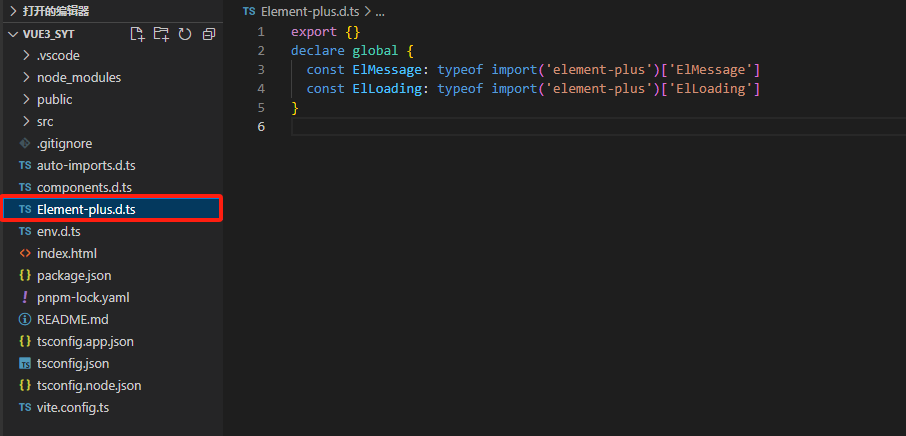 打开的编辑器
VUE3_SYT
.vscode
node_modules
public
src
.gitignore
TS auto-imports.d.ts
TS components.d.ts
TS Element-plus.d.ts
TS env.d.ts
<> index.html
{} package.json
! pnpm-lock.yaml
README.md
{} tsconfig.app.json
TS tsconfig.json
{} tsconfig.node.json
TS vite.config.ts
TS Element-plus.d.ts > ...
1 export {}
2 declare global {
3 const ElMessage: typeof import('element-plus')['ElMessage']
4 const ElLoading: typeof import('element-plus')['ElLoading']
5 }
6